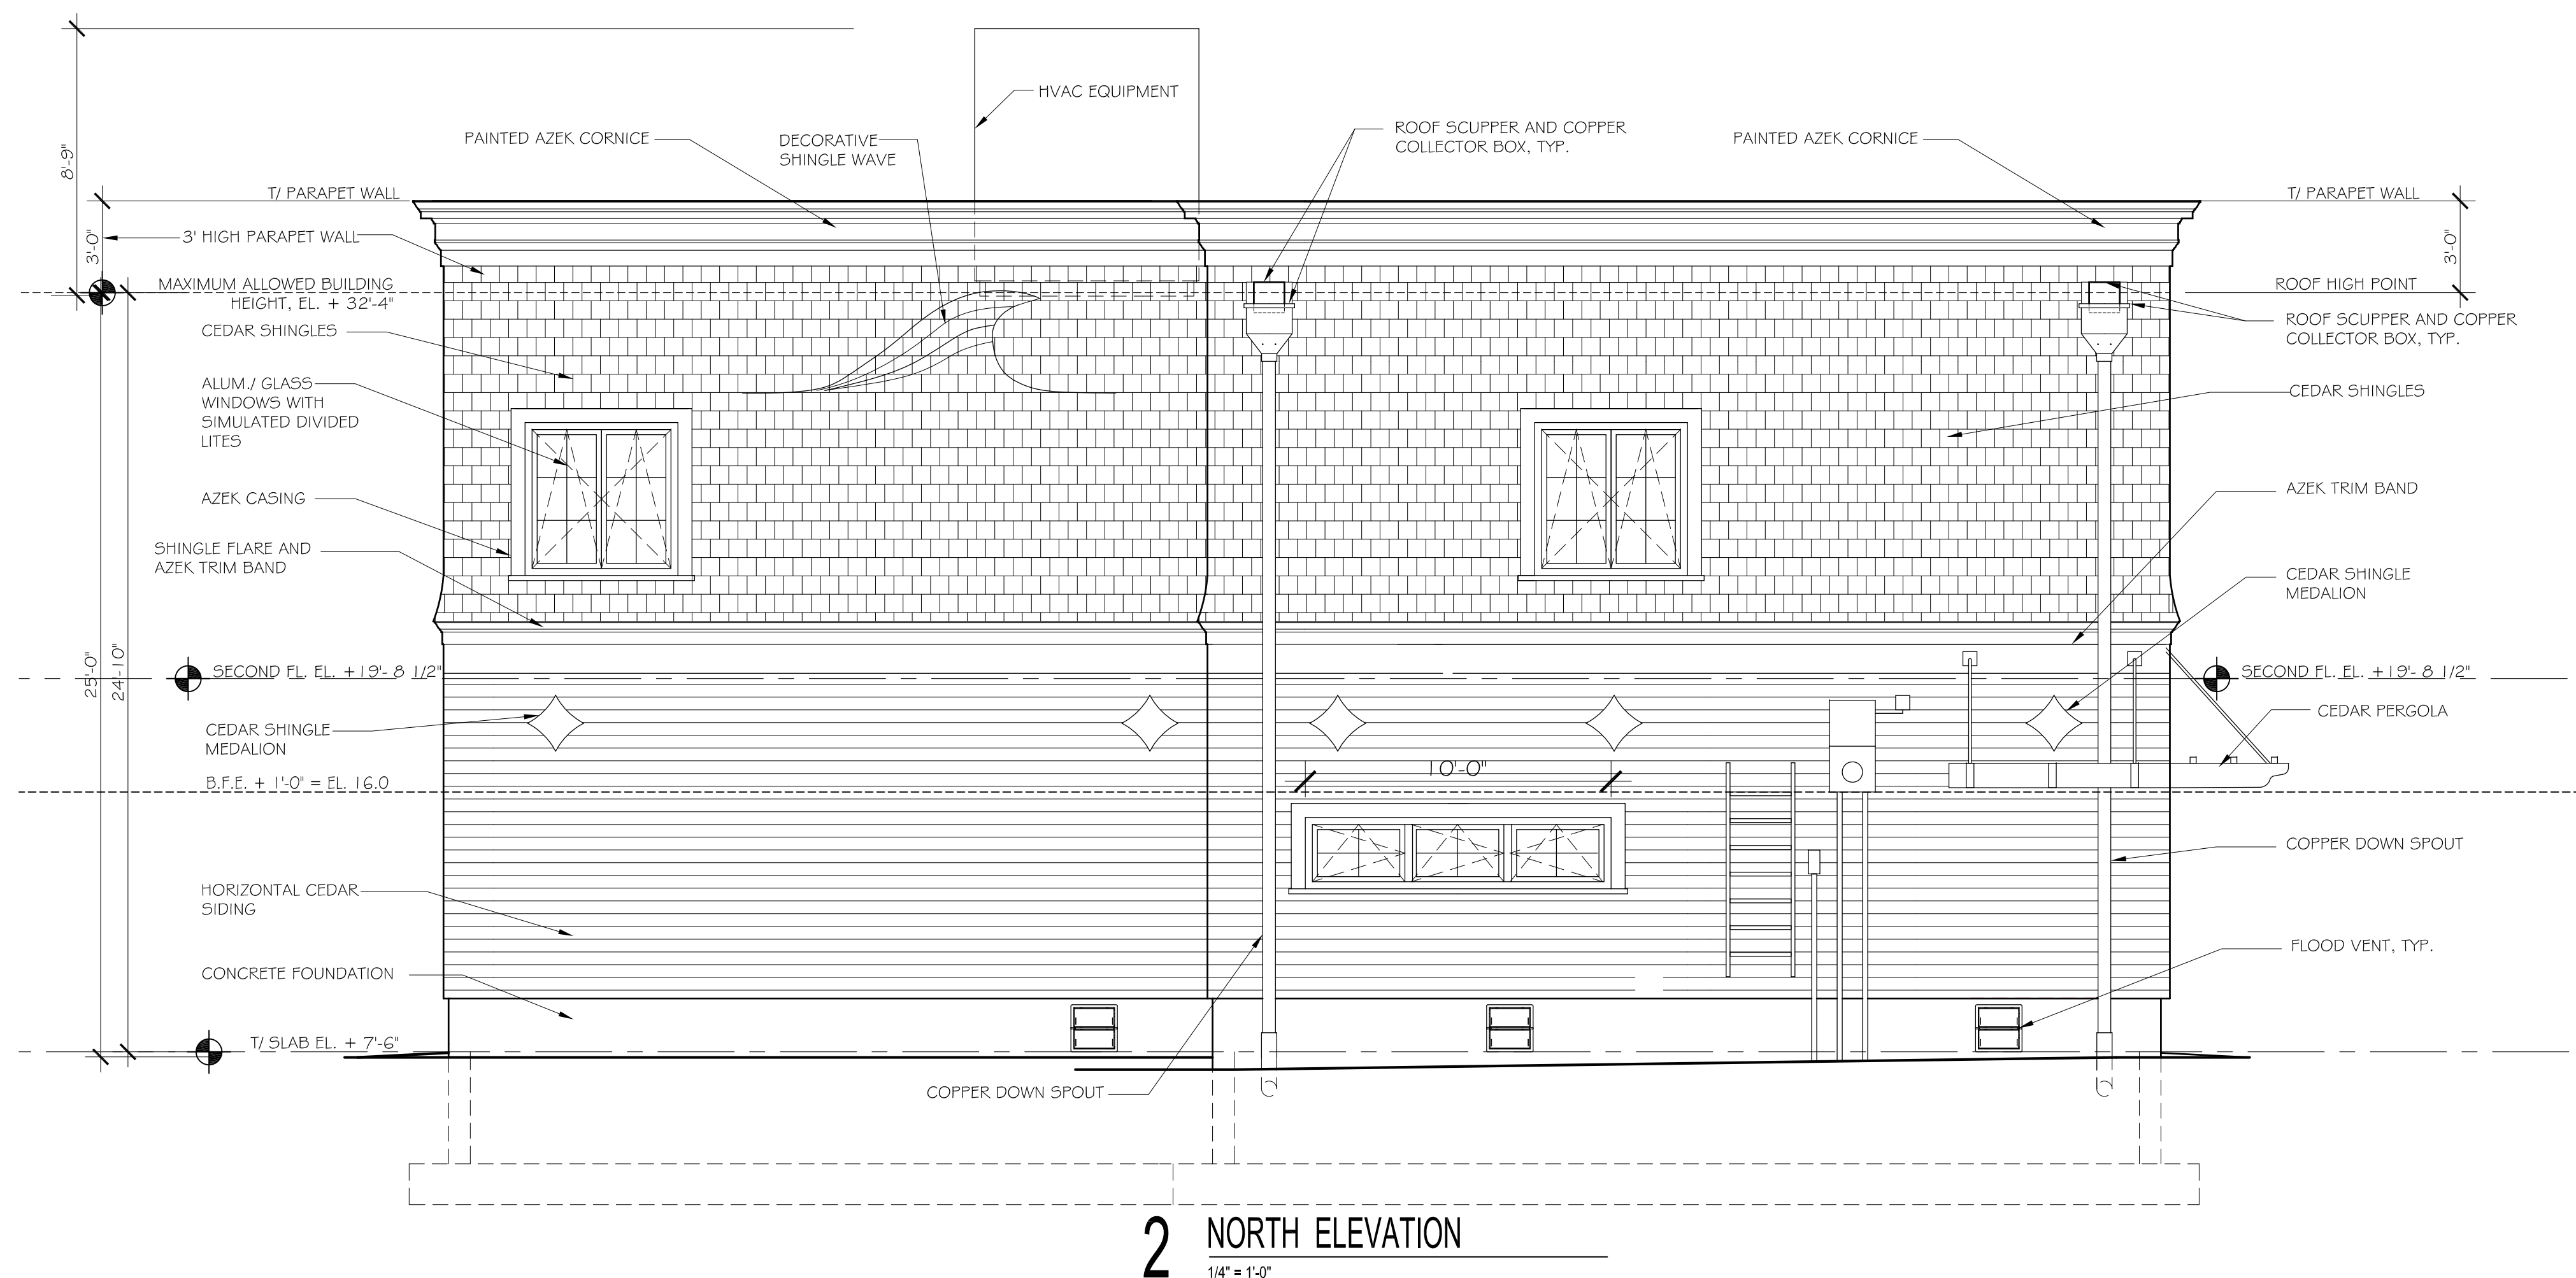 HVAC EQUIPMENT
PAINTED AZEK CORNICE
DECORATIVE
SHINGLE WAVE
ROOF SCUPPER AND COPPER
COLLECTOR BOX, TYP.
PAINTED AZEK CORNICE
8'-9"
T/ PARAPET WALL
T/ PARAPET WALL
3' HIGH PARAPET WALL
3'-0"
3'-0"
MAXIMUM ALLOWED BUILDING
HEIGHT, EL. + 32'-4"
ROOF HIGH POINT
CEDAR SHINGLES
ROOF SCUPPER AND COPPER
COLLECTOR BOX, TYP.
ALUM./ GLASS
WINDOWS WITH
SIMULATED DIVIDED
LITES
CEDAR SHINGLES
AZEK CASING
AZEK TRIM BAND
SHINGLE FLARE AND
AZEK TRIM BAND
CEDAR SHINGLE
MEDALION
25'-0"
24'-10"
SECOND FL. EL. +19'- 8 1/2"
SECOND FL. EL. +19'- 8 1/2"
CEDAR SHINGLE
MEDALION
CEDAR PERGOLA
B.F.E. + 1'-0" = EL. 16.0
10'-0"
COPPER DOWN SPOUT
HORIZONTAL CEDAR
SIDING
FLOOD VENT, TYP.
CONCRETE FOUNDATION
T/ SLAB EL. + 7'-6"
COPPER DOWN SPOUT
2 NORTH ELEVATION
1/4" = 1'-0"